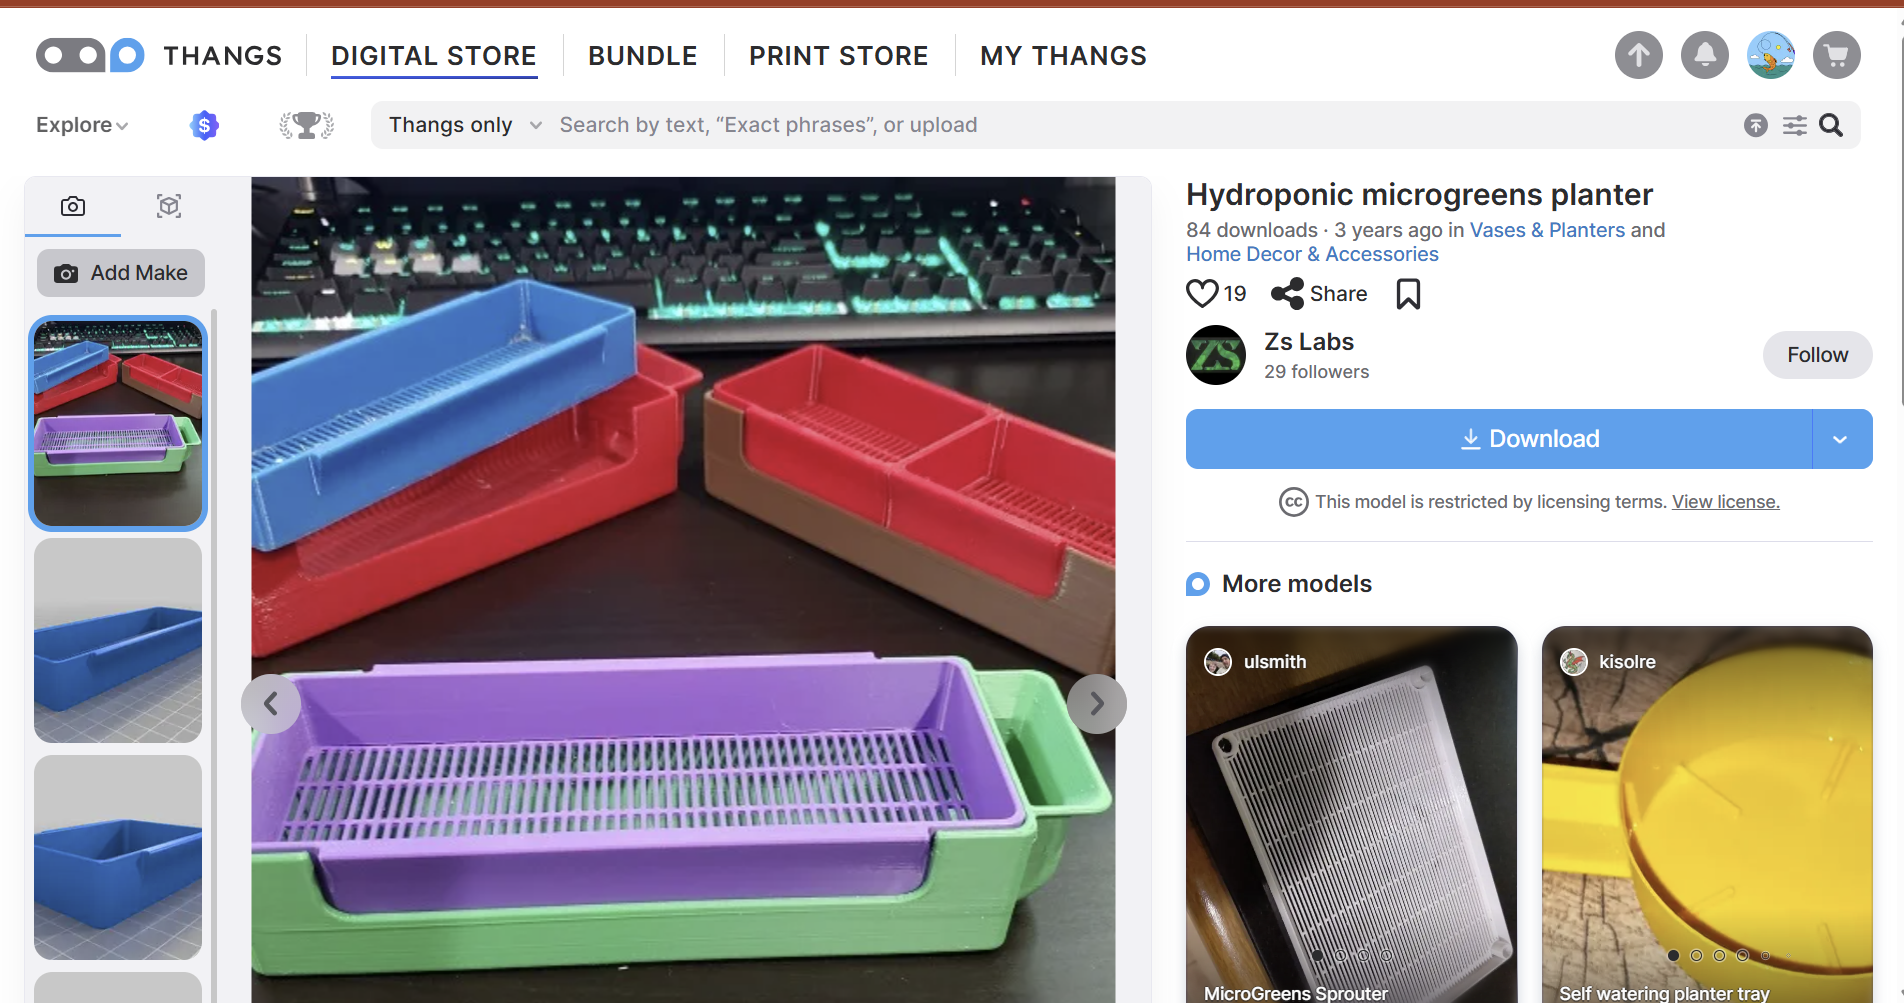 THANGS
DIGITAL STORE
BUNDLE
PRINT STORE
MY THANGS
Explore
$
Thangs only
Search by text, “Exact phrases”, or upload
Add Make
Hydroponic microgreens planter
84 downloads · 3 years ago in Vases & Planters and
Home Decor & Accessories
19
Share
ZS
Zs Labs
29 followers
Follow
Download
cc This model is restricted by licensing terms. View license.
More models
ulsmith
kisolre
MicroGreens Sprouter
Self watering planter tray